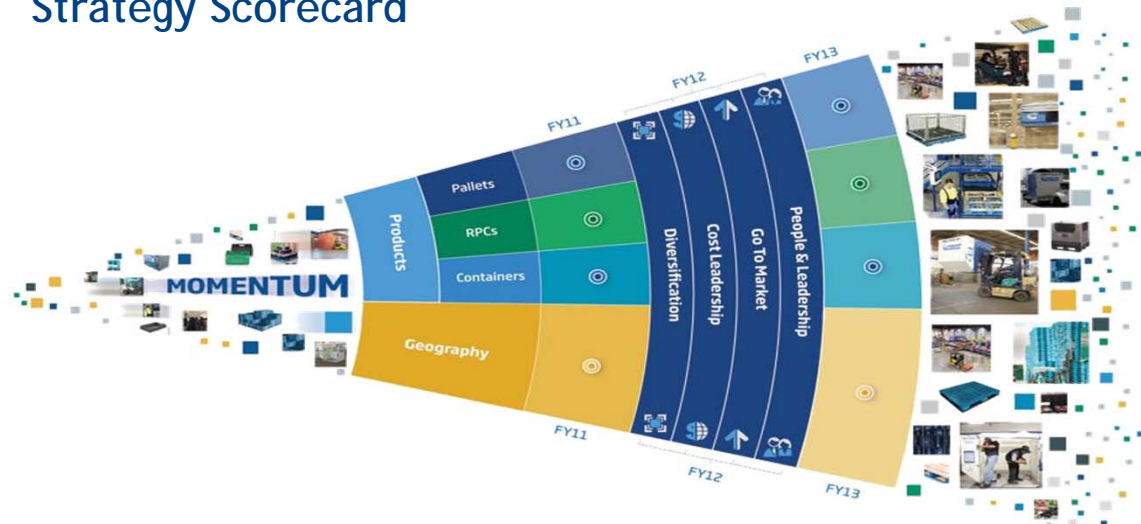 Strategy Scorecard
MOMENTUM
Products
Pallets
RPCs
Containers
Geography
FY11
FY11
Diversification
Cost Leadership
Go To Market
People & Leadership
FY12
FY12
FY13
FY13